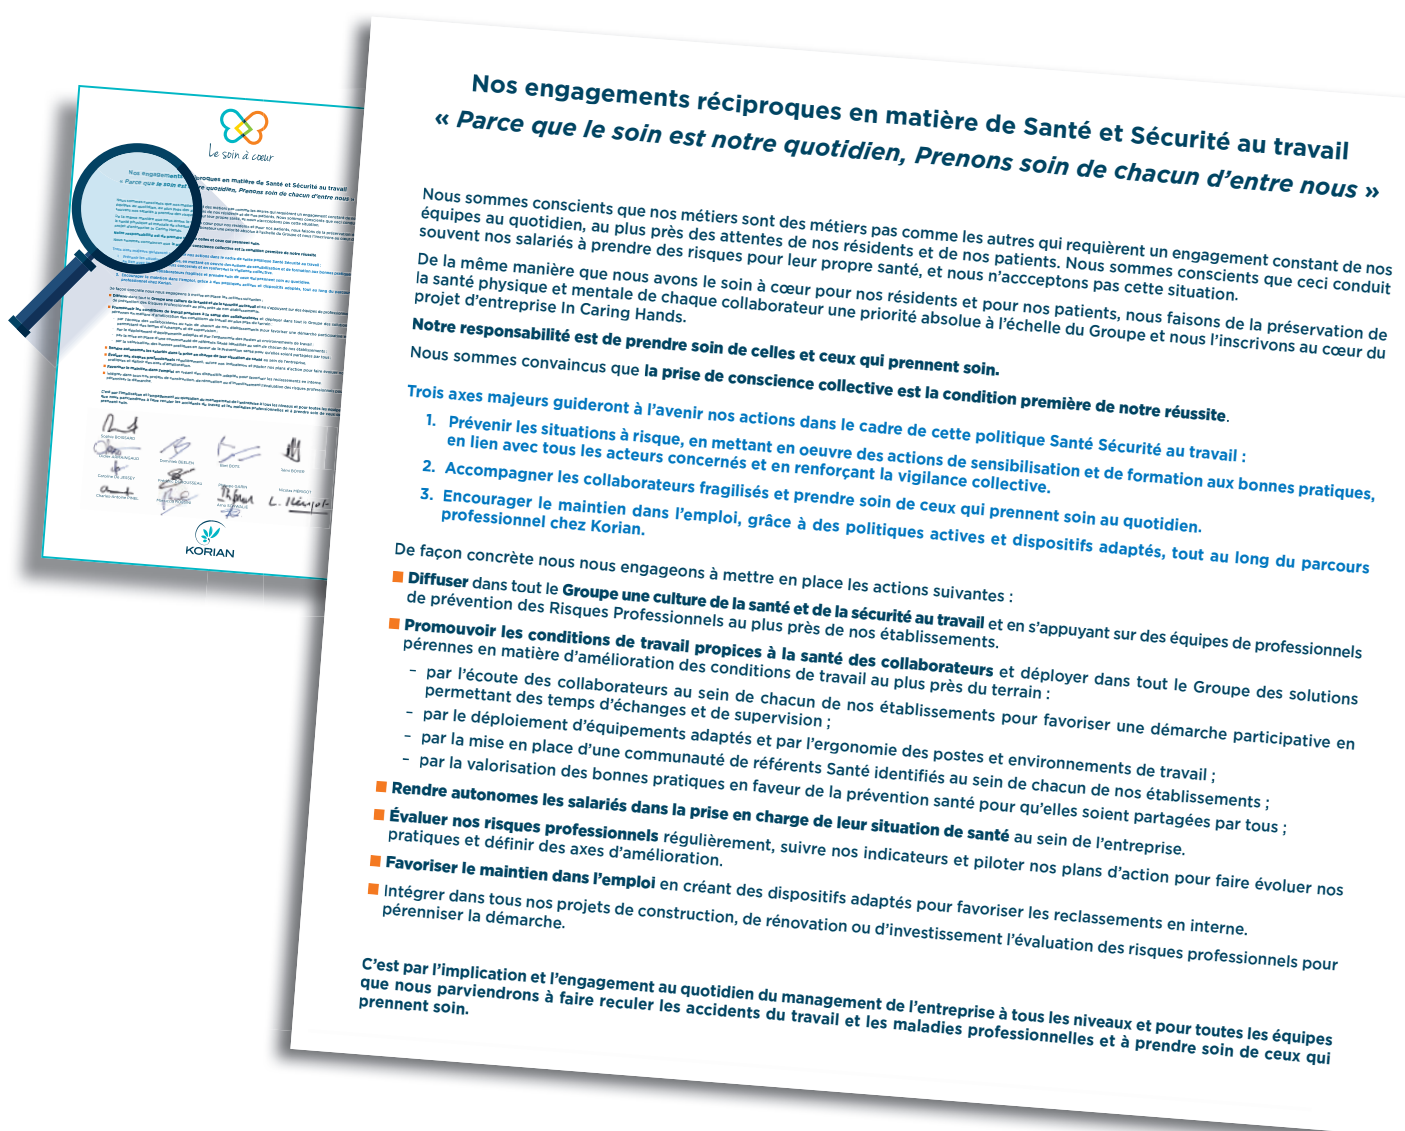 Le soin à cœur
KORIAN
Nos engagements réciproques en matière de Santé et Sécurité au travail
« Parce que le soin est notre quotidien, Prenons soin de chacun d’entre nous »
Nous sommes conscients que nos métiers sont des métiers pas comme les autres qui requièrent un engagement constant de nos
équipes au quotidien, au plus près des attentes de nos résidents et de nos patients. Nous sommes conscients que ceci conduit
souvent nos salariés à prendre des risques pour leur propre santé, et nous n’accceptons pas cette situation.
De la même manière que nous avons le soin à cœur pour nos résidents et pour nos patients, nous faisons de la préservation de
la santé physique et mentale de chaque collaborateur une priorité absolue à l’échelle du Groupe et nous l’inscrivons au cœur du
projet d’entreprise In Caring Hands.
Notre responsabilité est de prendre soin de celles et ceux qui prennent soin.
Nous sommes convaincus que la prise de conscience collective est la condition première de notre réussite.
Trois axes majeurs guideront à l’avenir nos actions dans le cadre de cette politique Santé Sécurité au travail :
1. Prévenir les situations à risque, en mettant en oeuvre des actions de sensibilisation et de formation aux bonnes pratiques,
en lien avec tous les acteurs concernés et en renforçant la vigilance collective.
2. Accompagner les collaborateurs fragilisés et prendre soin de ceux qui prennent soin au quotidien.
3. Encourager le maintien dans l’emploi, grâce à des politiques actives et dispositifs adaptés, tout au long du parcours
professionnel chez Korian.
De façon concrète nous nous engageons à mettre en place les actions suivantes :
■ Diffuser dans tout le Groupe une culture de la santé et de la sécurité au travail et en s’appuyant sur des équipes de professionnels
de prévention des Risques Professionnels au plus près de nos établissements.
■ Promouvoir les conditions de travail propices à la santé des collaborateurs et déployer dans tout le Groupe des solutions
pérennes en matière d’amélioration des conditions de travail au plus près du terrain :
– par l’écoute des collaborateurs au sein de chacun de nos établissements pour favoriser une démarche participative en
permettant des temps d’échanges et de supervision ;
– par le déploiement d’équipements adaptés et par l’ergonomie des postes et environnements de travail ;
– par la mise en place d’une communauté de référents Santé identifiés au sein de chacun de nos établissements ;
– par la valorisation des bonnes pratiques en faveur de la prévention santé pour qu’elles soient partagées par tous ;
■ Rendre autonomes les salariés dans la prise en charge de leur situation de santé au sein de l’entreprise.
■ Évaluer nos risques professionnels régulièrement, suivre nos indicateurs et piloter nos plans d’action pour faire évoluer nos
pratiques et définir des axes d’amélioration.
■ Favoriser le maintien dans l’emploi en créant des dispositifs adaptés pour favoriser les reclassements en interne.
■ Intégrer dans tous nos projets de construction, de rénovation ou d’investissement l’évaluation des risques professionnels pour
pérenniser la démarche.
C’est par l’implication et l’engagement au quotidien du management de l’entreprise à tous les niveaux et pour toutes les équipes
que nous parviendrons à faire reculer les accidents du travail et les maladies professionnelles et à prendre soin de ceux qui
prennent soin.